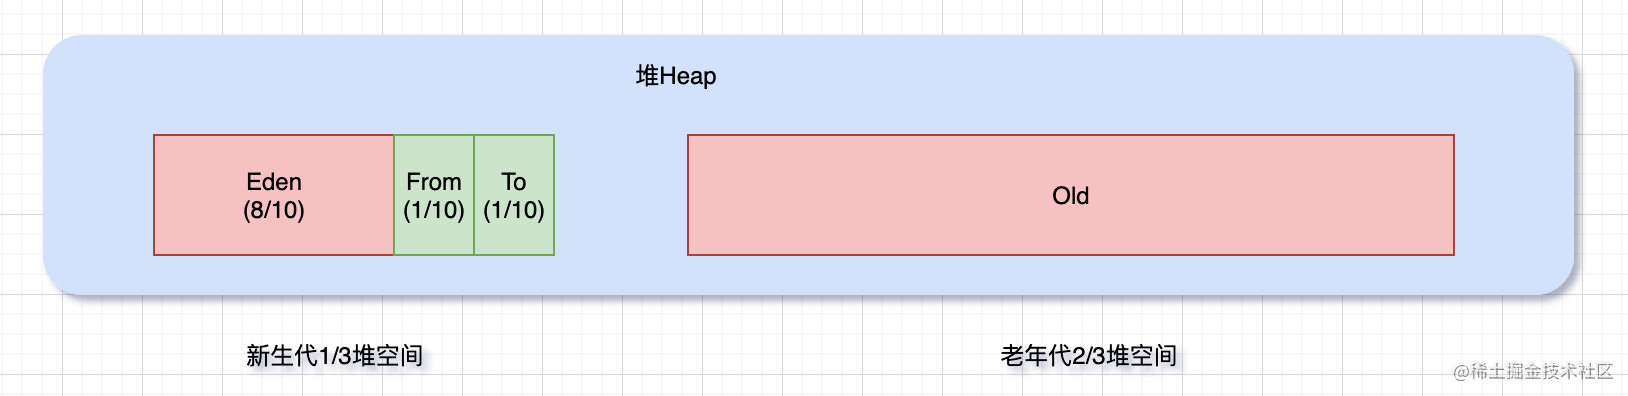 堆Heap
Eden
(8/10)
From
(1/10)
To
(1/10)
Old
新生代1/3堆空间
老年代2/3堆空间
@稀土掘金技术社区